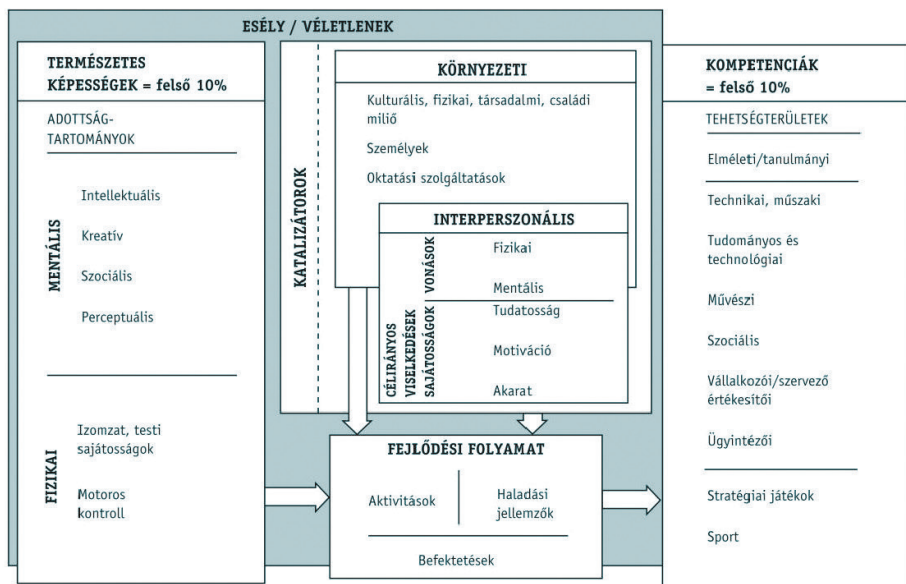 ESÉLY / VÉLETLENEK
TERMÉSZETES
KÉPESSÉGEK = felső 10%
ADOTTSÁG-
TARTOMÁNYOK
MENTÁLIS
Intellektuális
Kreatív
Szociális
Perceptuális
FIZIKAI
Izomzat, testi
sajátosságok
Motoros
kontroll
KATALIZÁTOROK
KÖRNYEZETI
Kulturális, fizikai, társadalmi, családi
miliő
Személyek
Oktatási szolgáltatások
INTERPERSZONÁLIS
VONÁSOK
Fizikai
Mentális
CÉLIRÁNYOS
VISELKEDÉSEK
SAJÁTOSSÁGOK
Tudatosság
Motiváció
Akarat
FEJLŐDÉSI FOLYAMAT
Aktivitások
Haladási
jellemzők
Befektetések
KOMPETENCIÁK
= felső 10%
TEHETSÉGTERÜLETEK
Elméleti/tanulmányi
Technikai, műszaki
Tudományos és
technológiai
Művészi
Szociális
Vállalkozói/szervező
értékesítői
Ügyintézői
Stratégiai játékok
Sport